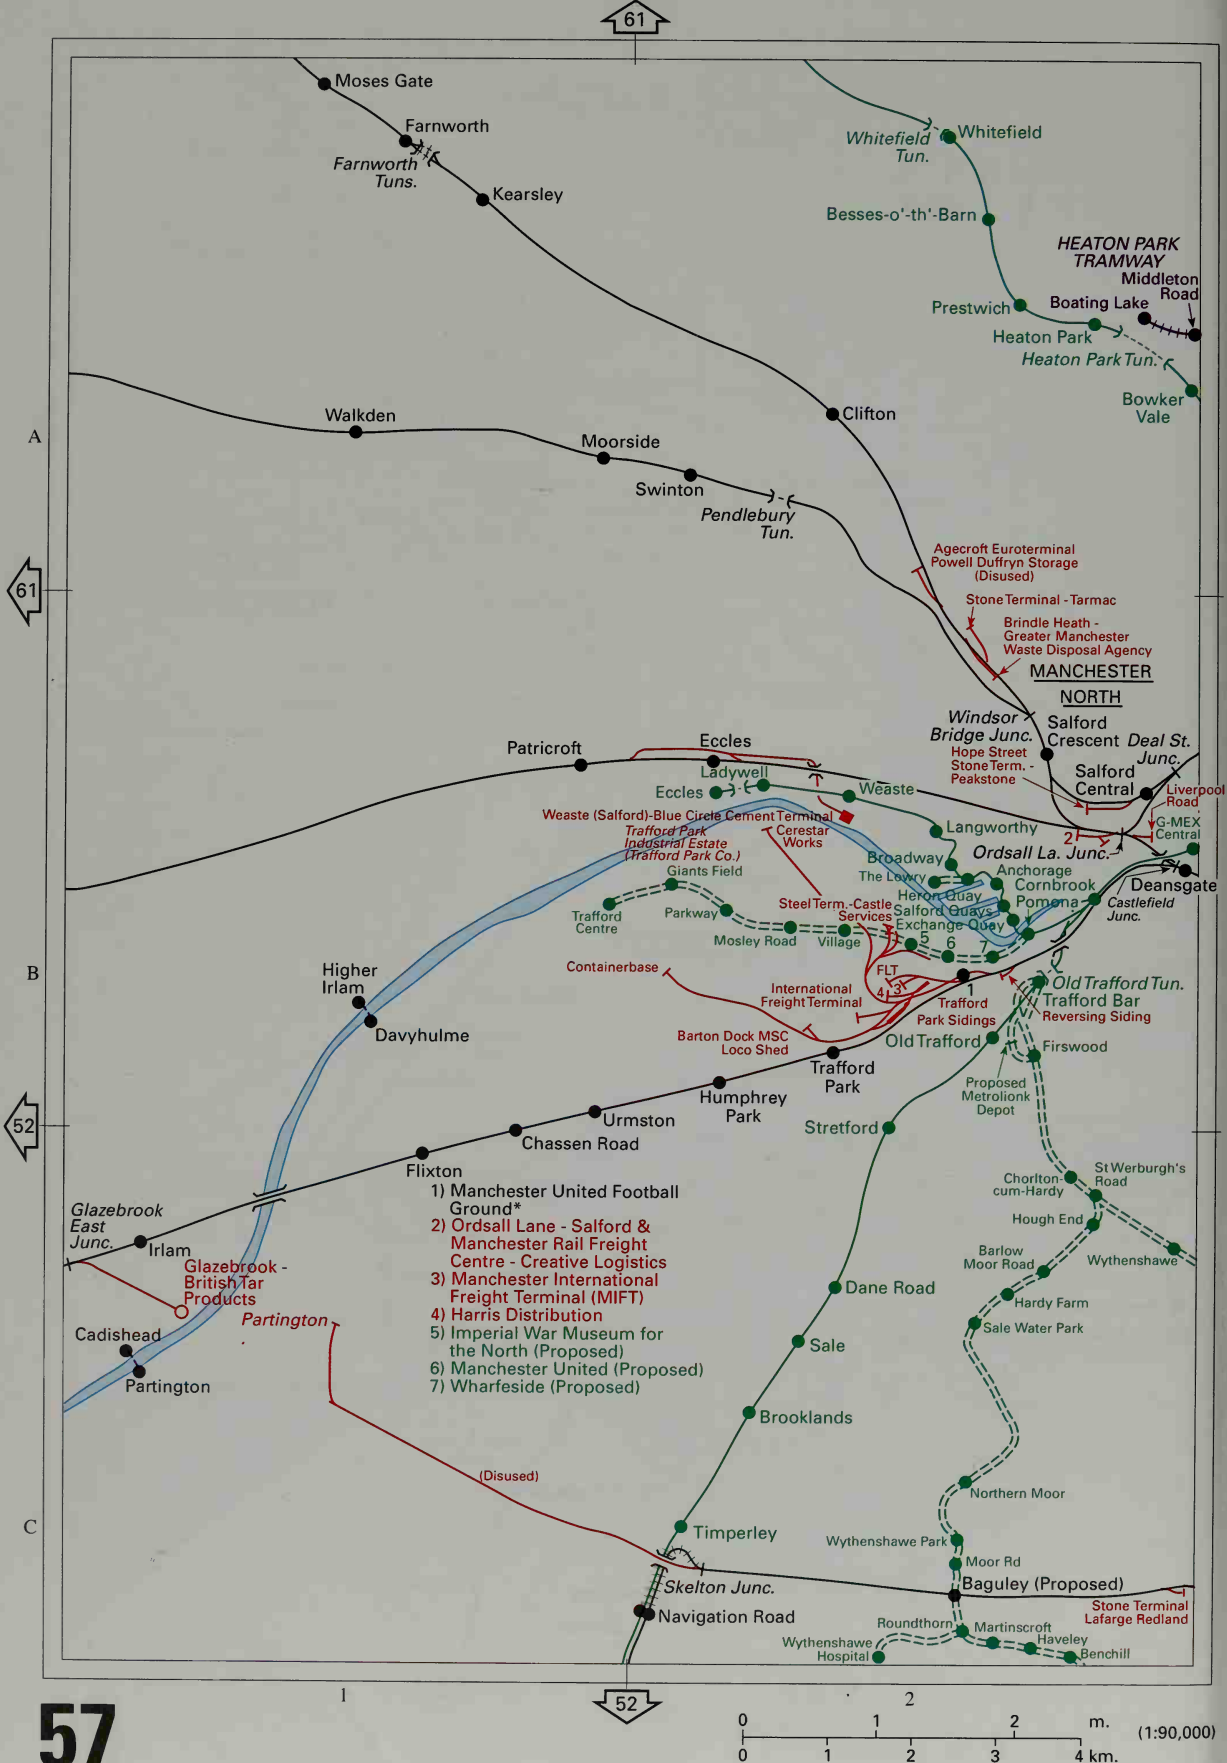 61
Moses Gate
Farnworth
Farnworth
Tuns.
Kearsley
Whitefield
Tun.
Whitefield
Besses-o'-th'-Barn
HEATON PARK
TRAMWAY
Middleton
Road
Boating Lake
Prestwich
Heaton Park
Heaton Park Tun.
Bowker
Vale
A
Walkden
Moorside
Swinton
Pendlebury
Tun.
Clifton
61
Agecroft Euroterminal
Powell Duffryn Storage
(Disused)
Stone Terminal - Tarmac
Brindle Heath -
Greater Manchester
Waste Disposal Agency
MANCHESTER
NORTH
Windsor
Bridge Junc.
Salford
Crescent
Deal St.
Junc.
Hope Street
Stone Term. -
Peakstone
Salford
Central
Liverpool
Road
G-MEX
Central
2
Ordsall La. Junc.
Deansgate
Castlefield
Junc.
Patricroft
Eccles
Ladywell
Eccles
Weaste
Weaste (Salford)-Blue Circle Cement Terminal
Trafford Park
Industrial Estate
(Trafford Park Co.)
Cerestar
Works
Langworthy
Broadway
The Lowry
Anchorage
Cornbrook
Heron Quay
Pomona
Salford Quays
Exchange Quay
Giants Field
Steel Term.-Castle
Services
Trafford
Centre
Parkway
Mosley Road
Village
5
6
7
B
Containerbase
FLT
4
3
International
Freight Terminal
1
Trafford
Park Sidings
Old Trafford Tun.
Trafford Bar
Reversing Siding
Higher
Irlam
Davyhulme
Barton Dock MSC
Loco Shed
Old Trafford
Firswood
Trafford
Park
Proposed
Metrolionk
Depot
Humphrey
Park
Urmston
Chassen Road
Flixton
Stretford
52
Chorlton-
cum-Hardy
St Werburgh's
Road
Hough End
Wythenshawe
Barlow
Moor Road
Hardy Farm
Sale Water Park
Glazebrook
East
Junc.
Irlam
Glazebrook -
British Tar
Products
Partington
Cadishead
Partington
1) Manchester United Football
Ground*
2) Ordsall Lane - Salford &
Manchester Rail Freight
Centre - Creative Logistics
3) Manchester International
Freight Terminal (MIFT)
4) Harris Distribution
5) Imperial War Museum for
the North (Proposed)
6) Manchester United (Proposed)
7) Wharfeside (Proposed)
Dane Road
Sale
Brooklands
(Disused)
Northern Moor
C
Timperley
Wythenshawe Park
Moor Rd
Baguley (Proposed)
Skelton Junc.
Navigation Road
Stone Terminal
Lafarge Redland
Roundthorn
Martinscroft
Haveley
Benchill
Wythenshawe
Hospital
1
52
2
57
0 1 2 m.
(1:90,000)
0 1 2 3 4 km.